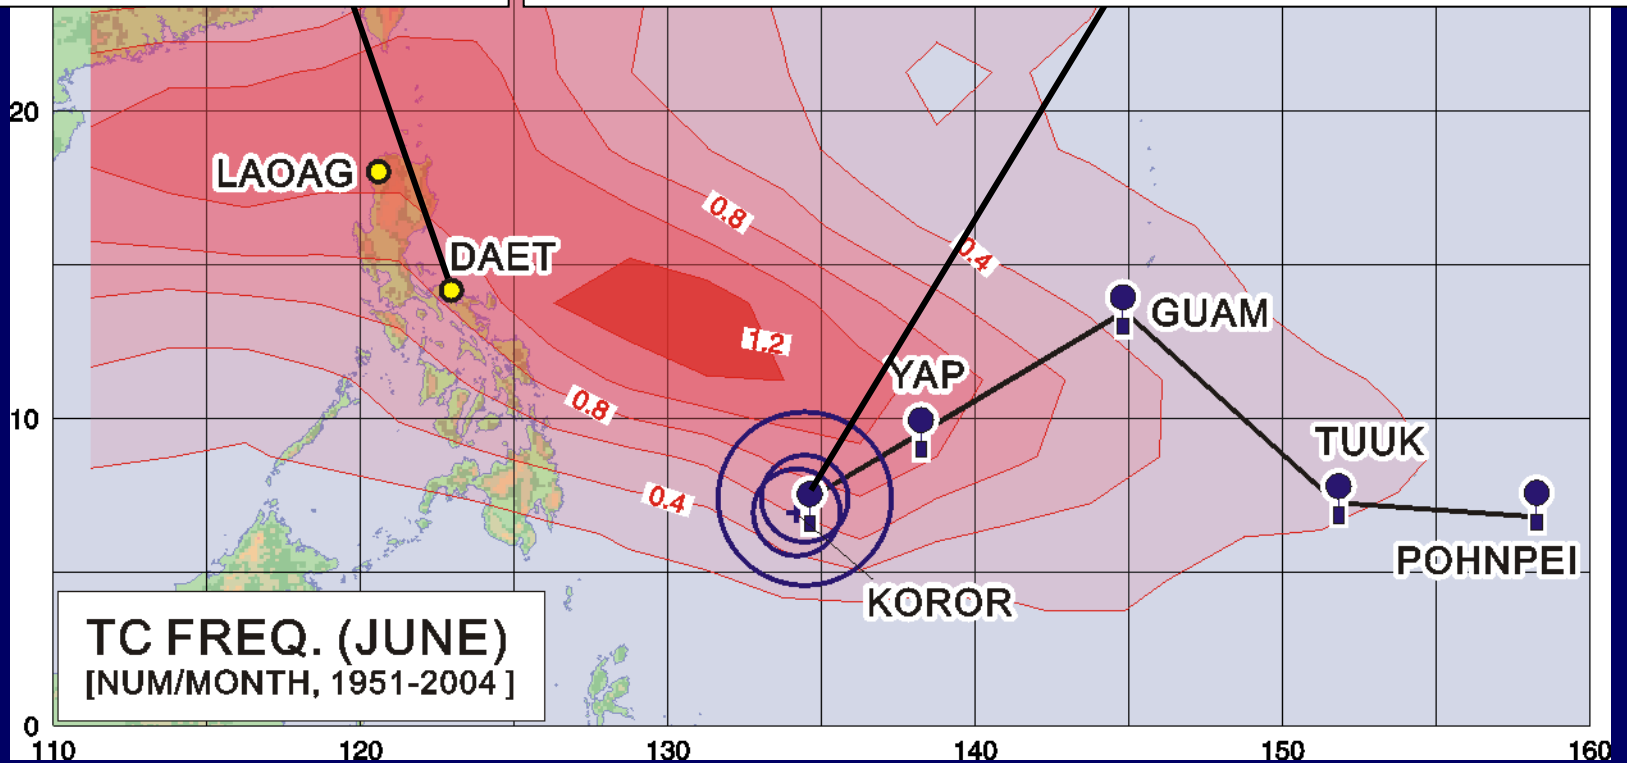 20
LAOAG
0.8
DAET
0.4
GUAM
1.2
YAP
0.8
10
TUUK
0.4
POHNPEI
KOROR
TC FREQ. (JUNE)
[NUM/MONTH, 1951-2004 ]
0
110 120 130 140 150 160